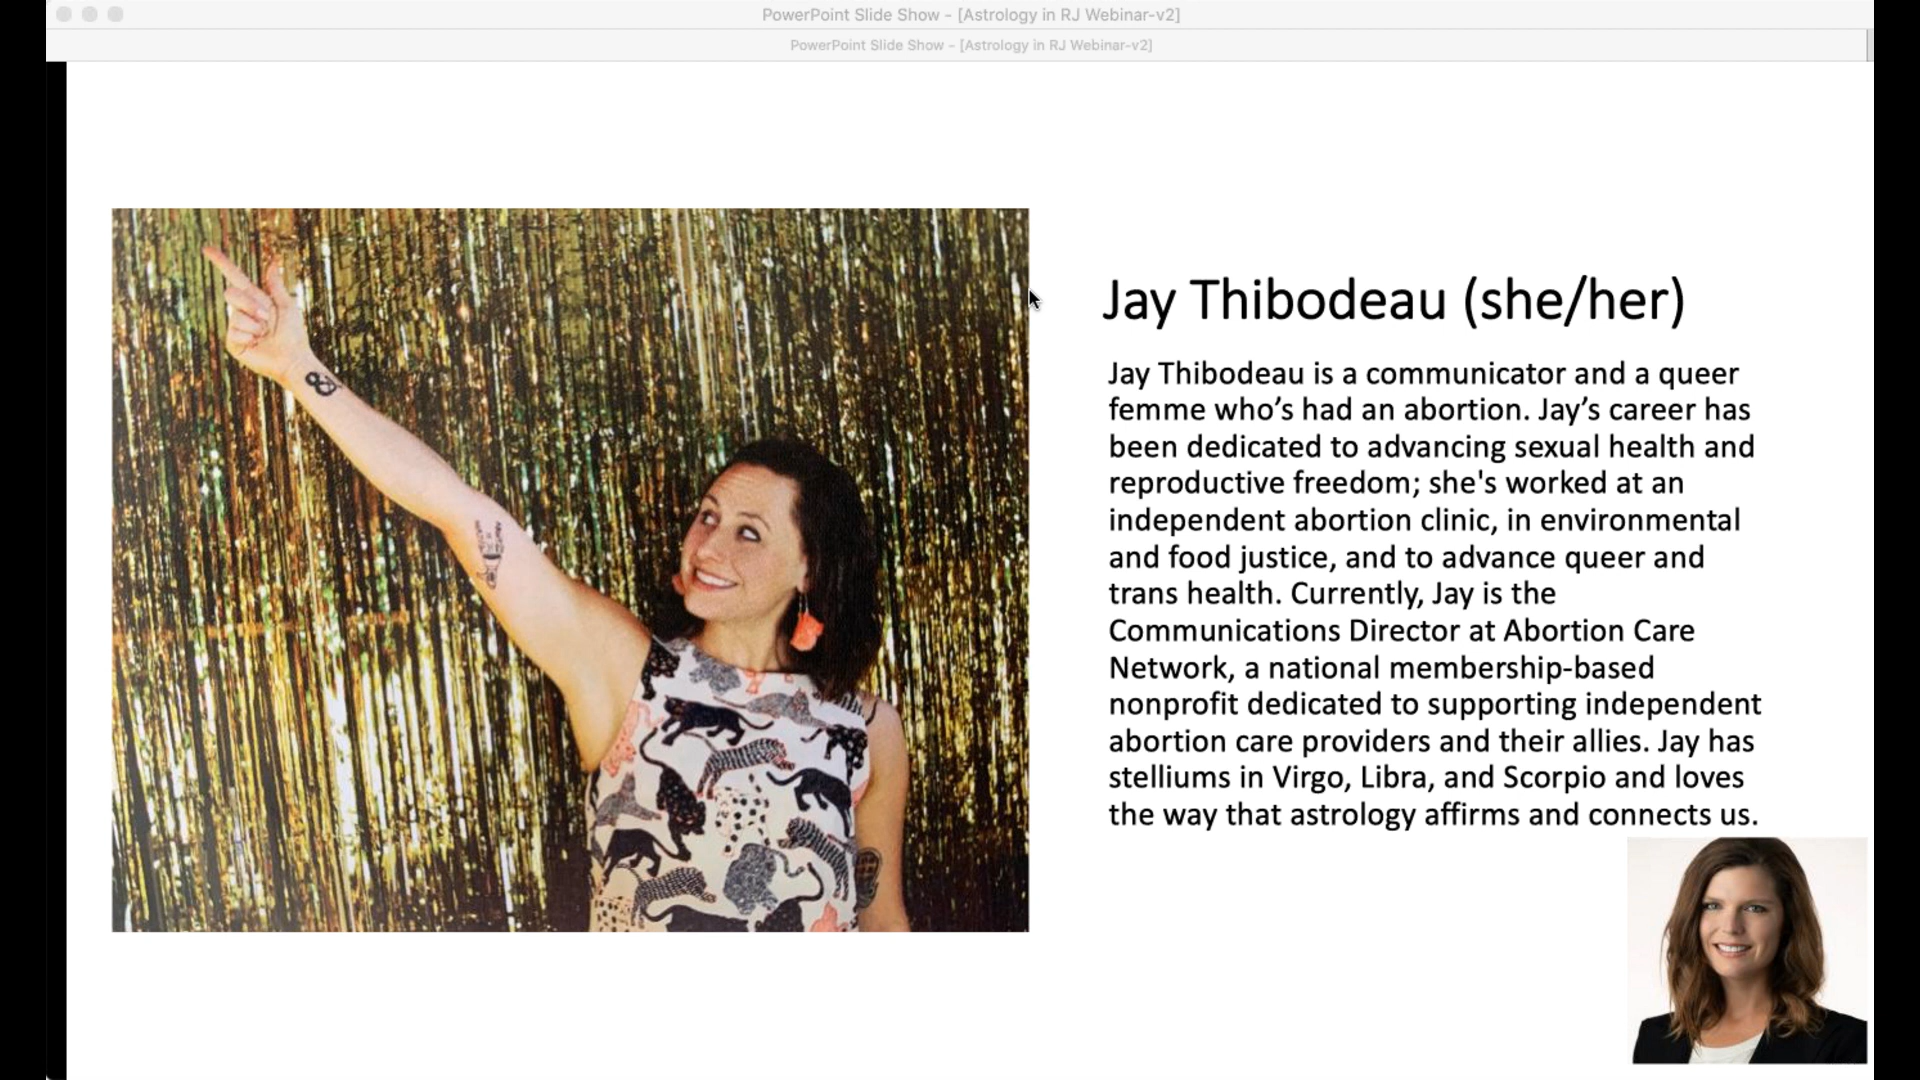 PowerPoint Slide Show - [Astrology in RJ Webinar-v2]
PowerPoint Slide Show - [Astrology in RJ Webinar-v2]
Jay Thibodeau (she/her)
Jay Thibodeau is a communicator and a queer
femme who’s had an abortion. Jay’s career has
been dedicated to advancing sexual health and
reproductive freedom; she's worked at an
independent abortion clinic, in environmental
and food justice, and to advance queer and
trans health. Currently, Jay is the
Communications Director at Abortion Care
Network, a national membership-based
nonprofit dedicated to supporting independent
abortion care providers and their allies. Jay has
stelliums in Virgo, Libra, and Scorpio and loves
the way that astrology affirms and connects us.
&